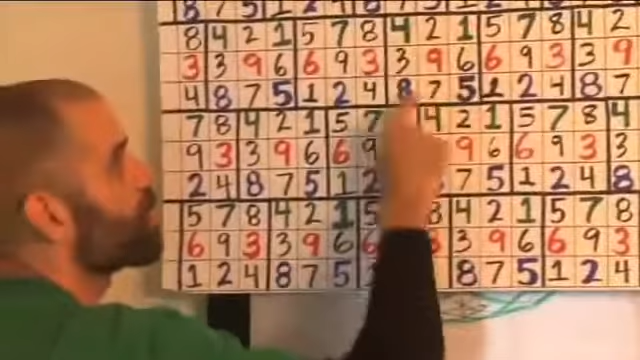 8 4 2 1 5 7 8 4 2 1 5 7 8 4 2
3 3 9 6 6 9 3 3 9 6 6 9 3 3 9
4 8 7 5 1 2 4 8 7 5 1 2 4 8 7
7 8 4 2 1 5 7 4 2 1 5 7 8 4
9 3 3 9 6 6 9 9 6 6 9 3 3
2 4 8 7 5 1 2 7 5 1 2 4 8
5 7 8 4 2 1 5 8 4 2 1 5 7 8
6 9 3 3 9 6 6 3 9 6 6 9 3
1 2 4 8 7 5 8 7 5 1 2 4